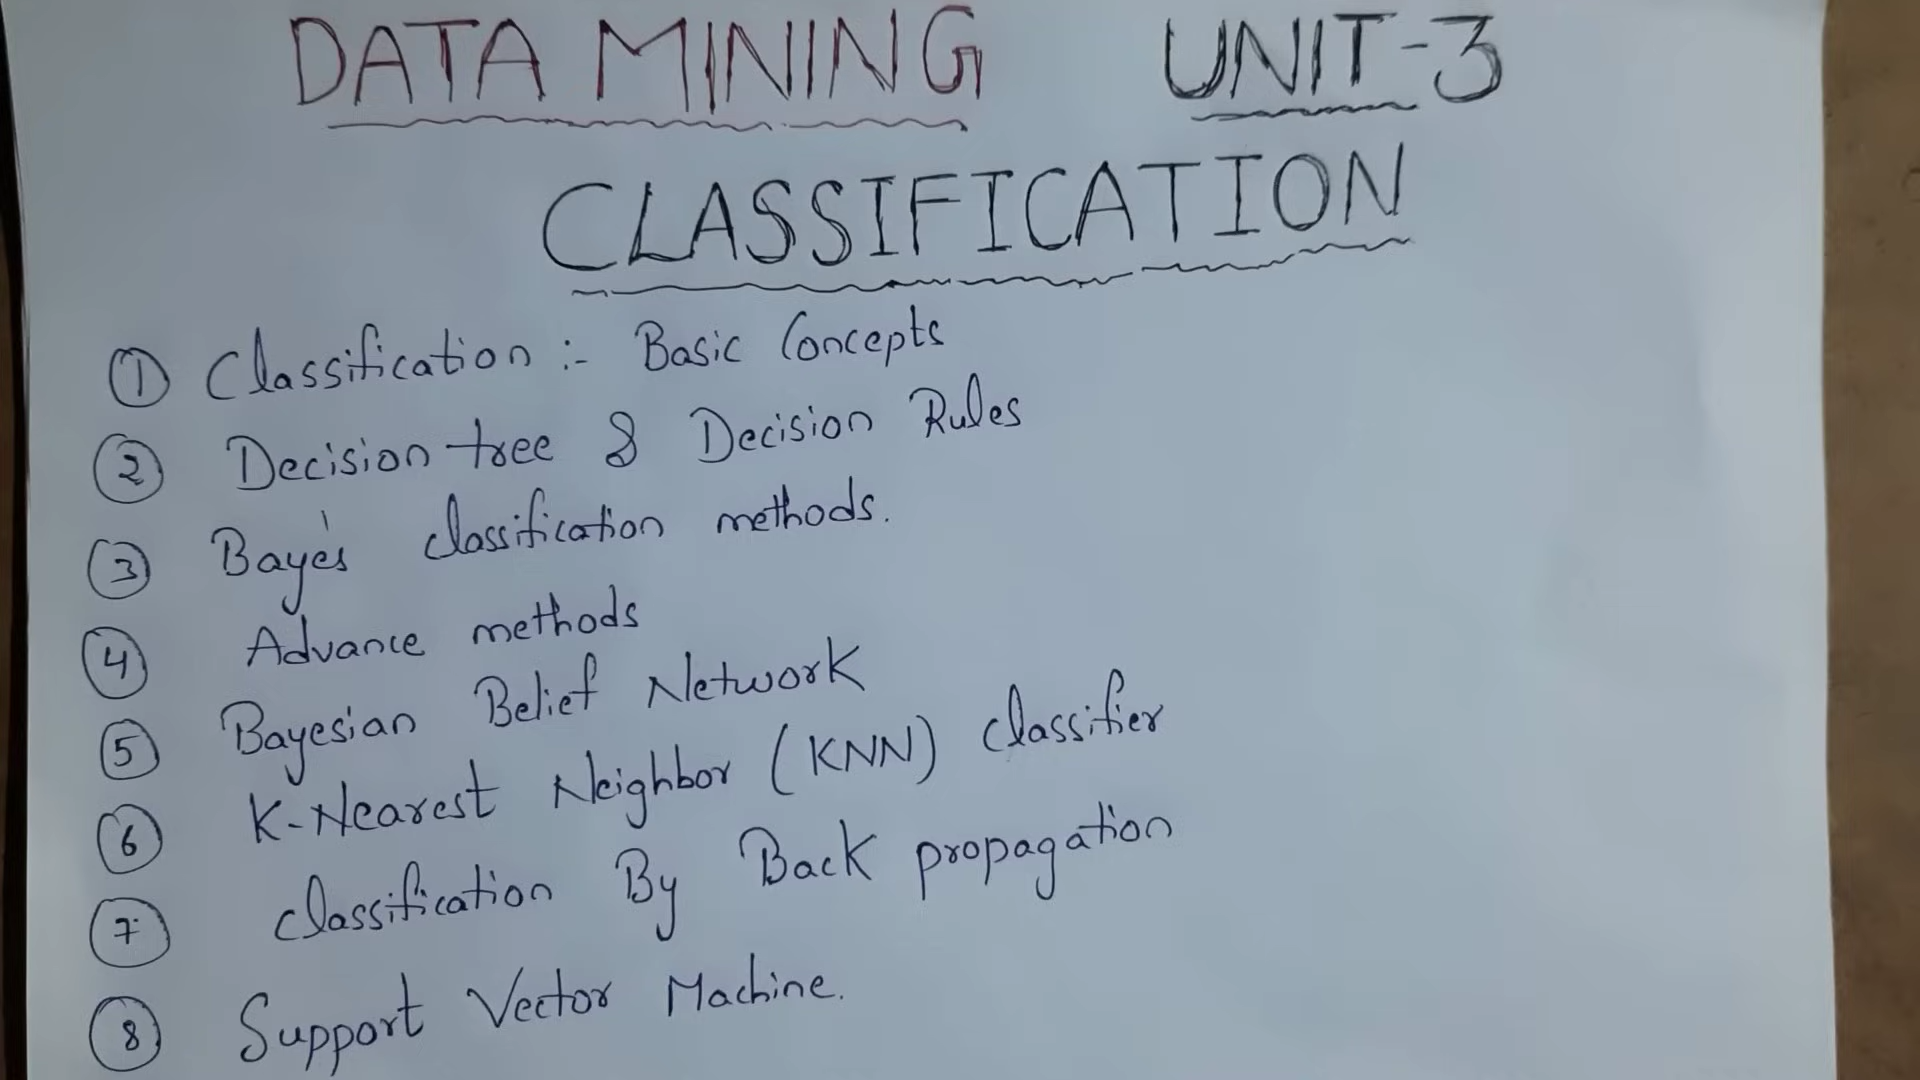 DATA MINING UNIT-3
CLASSIFICATION
① Classification :- Basic Concepts
② Decision tree & Decision Rules
③ Baye's classification methods.
④ Advance methods
⑤ Bayesian Belief Network
⑥ K-Nearest Neighbor (KNN) classifier
⑦ classification By Back propagation
⑧ Support Vector Machine.